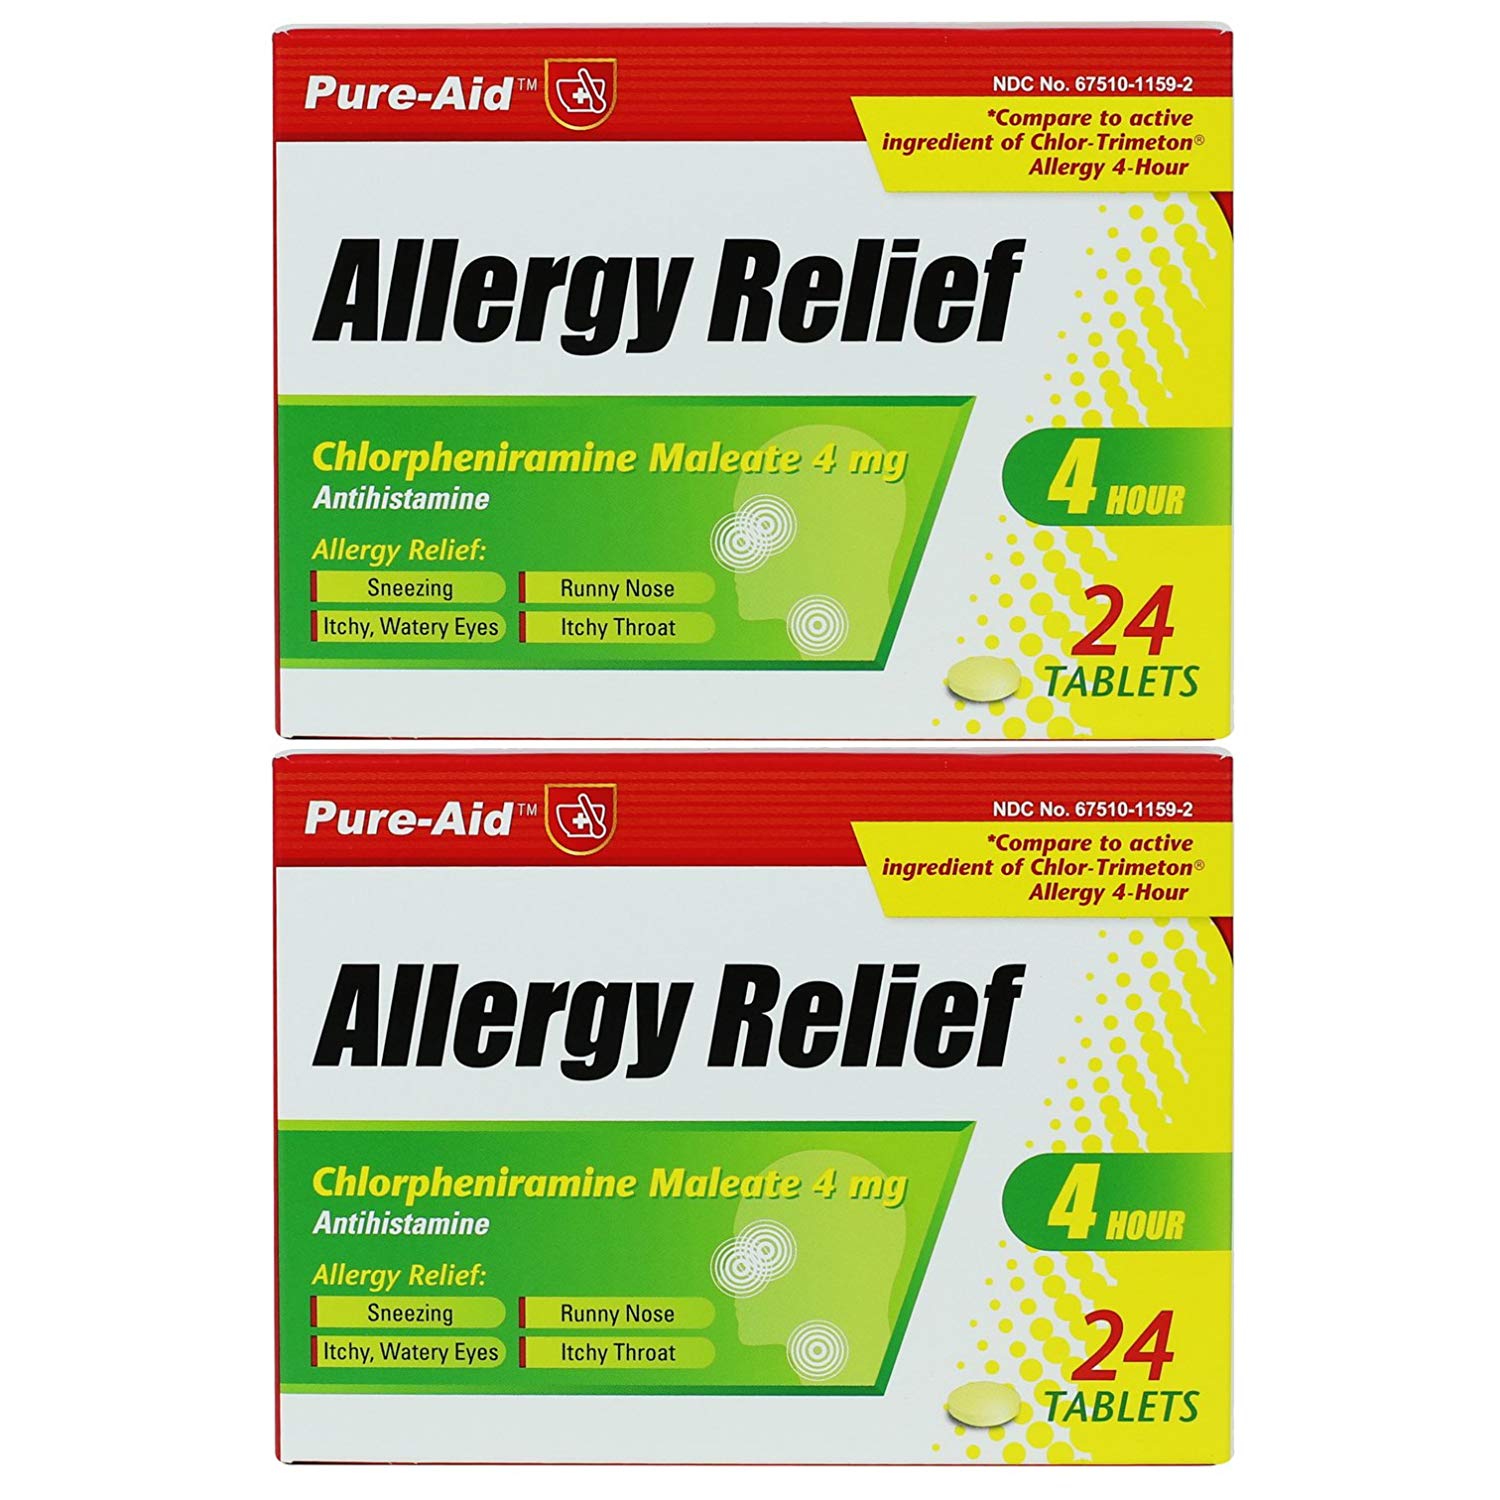 Pure-Aid™
NDC No. 67510-1159-2
*Compare to active
ingredient of Chlor-Trimeton®
Allergy 4-Hour
Allergy Relief
Chlorpheniramine Maleate 4 mg
Antihistamine
4 HOUR
Allergy Relief:
Sneezing
Runny Nose
Itchy, Watery Eyes
Itchy Throat
24
TABLETS
Pure-Aid™
NDC No. 67510-1159-2
*Compare to active
ingredient of Chlor-Trimeton®
Allergy 4-Hour
Allergy Relief
Chlorpheniramine Maleate 4 mg
Antihistamine
4 HOUR
Allergy Relief:
Sneezing
Runny Nose
Itchy, Watery Eyes
Itchy Throat
24
TABLETS